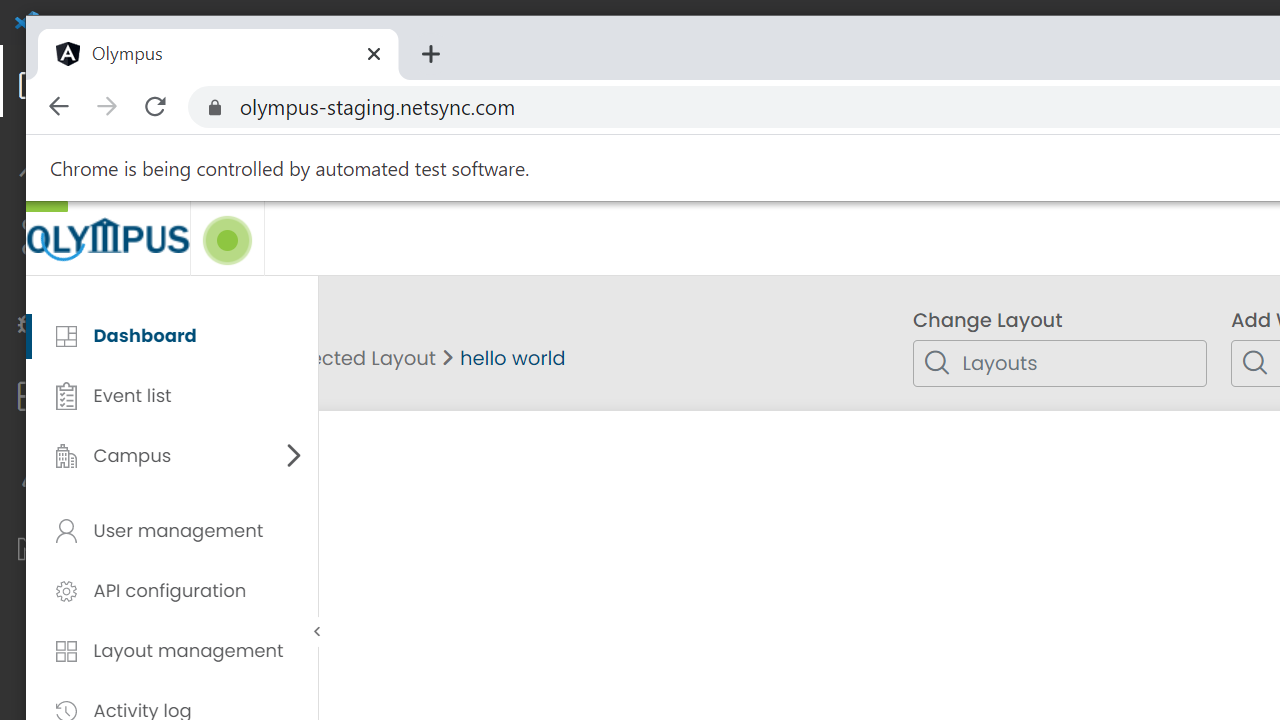 Olympus
olympus-staging.netsync.com
Chrome is being controlled by automated test software.
OLYMPUS
Dashboard
Event list
Campus
User management
API configuration
Layout management
Activity log
ected Layout > hello world
Change Layout
Layouts
Add